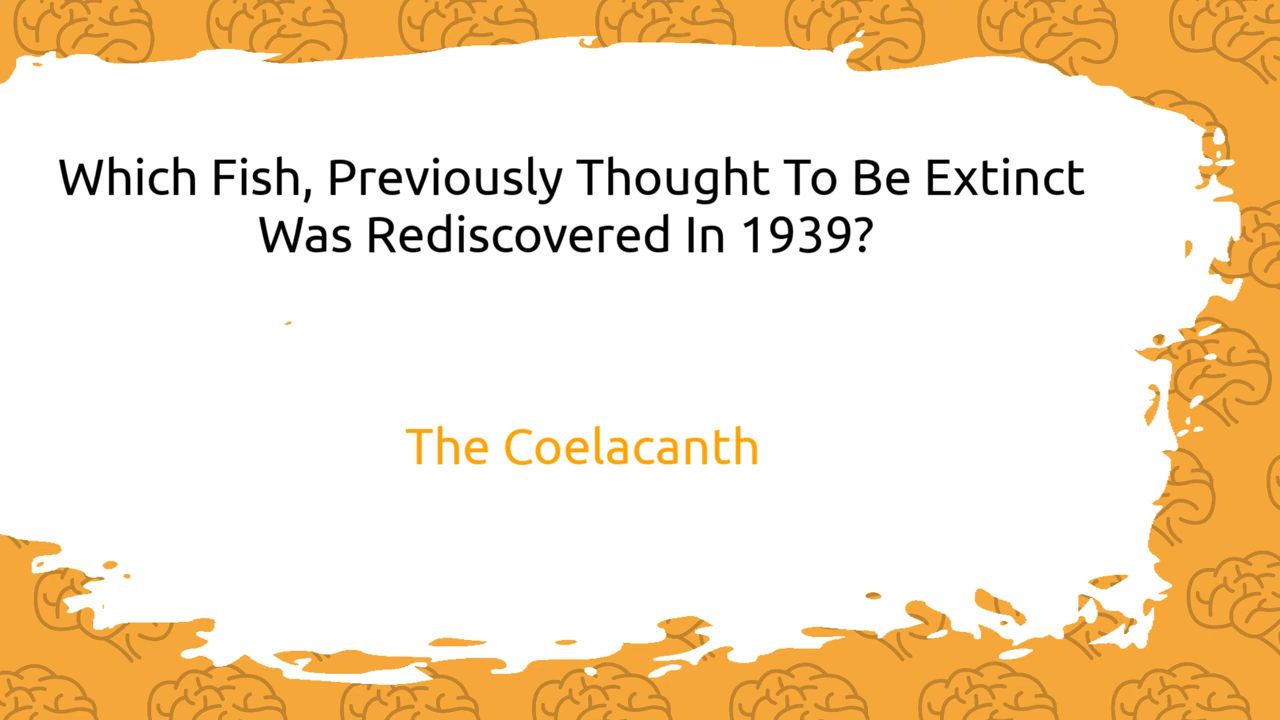 Which Fish, Previously Thought To Be Extinct
Was Rediscovered In 1939?
The Coelacanth